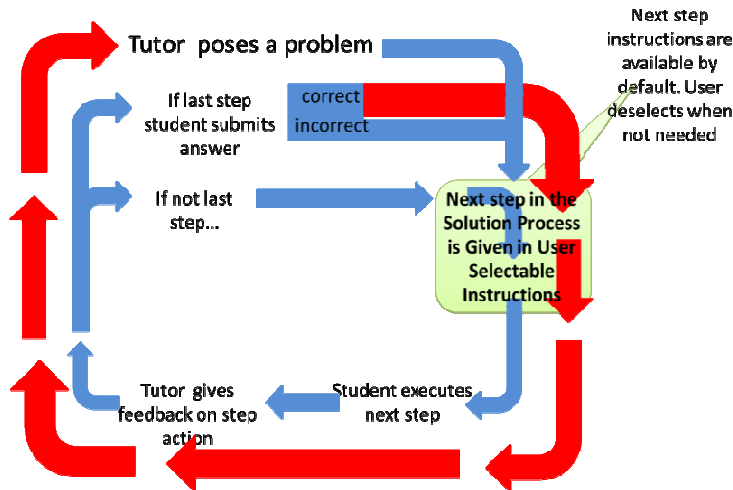 Tutor poses a problem
Next step
instructions are
available by
default. User
deselects when
not needed
If last step
student submits
answer
correct
incorrect
If not last
step...
Next step in the
Solution Process
is Given in User
Selectable
Instructions
Tutor gives
feedback on step
action
Student executes
next step